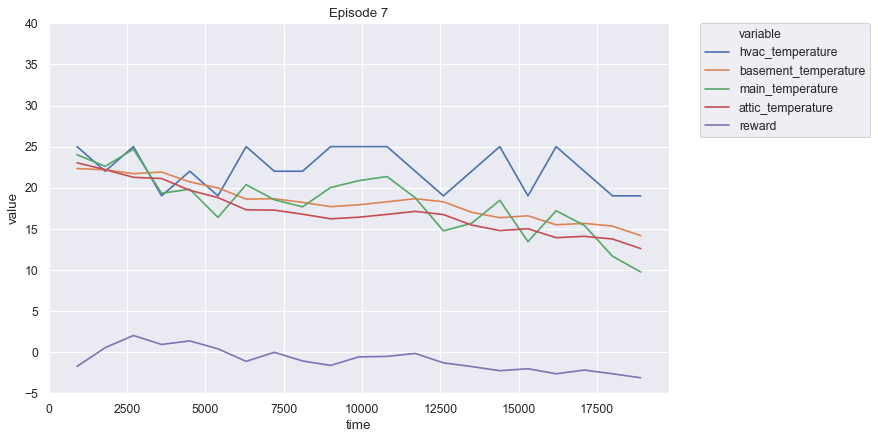 Episode 7
40
35
30
25
20
15
10
5
0
−5
value
0 2500 5000 7500 10000 12500 15000 17500
time
variable
hvac_temperature
basement_temperature
main_temperature
attic_temperature
reward